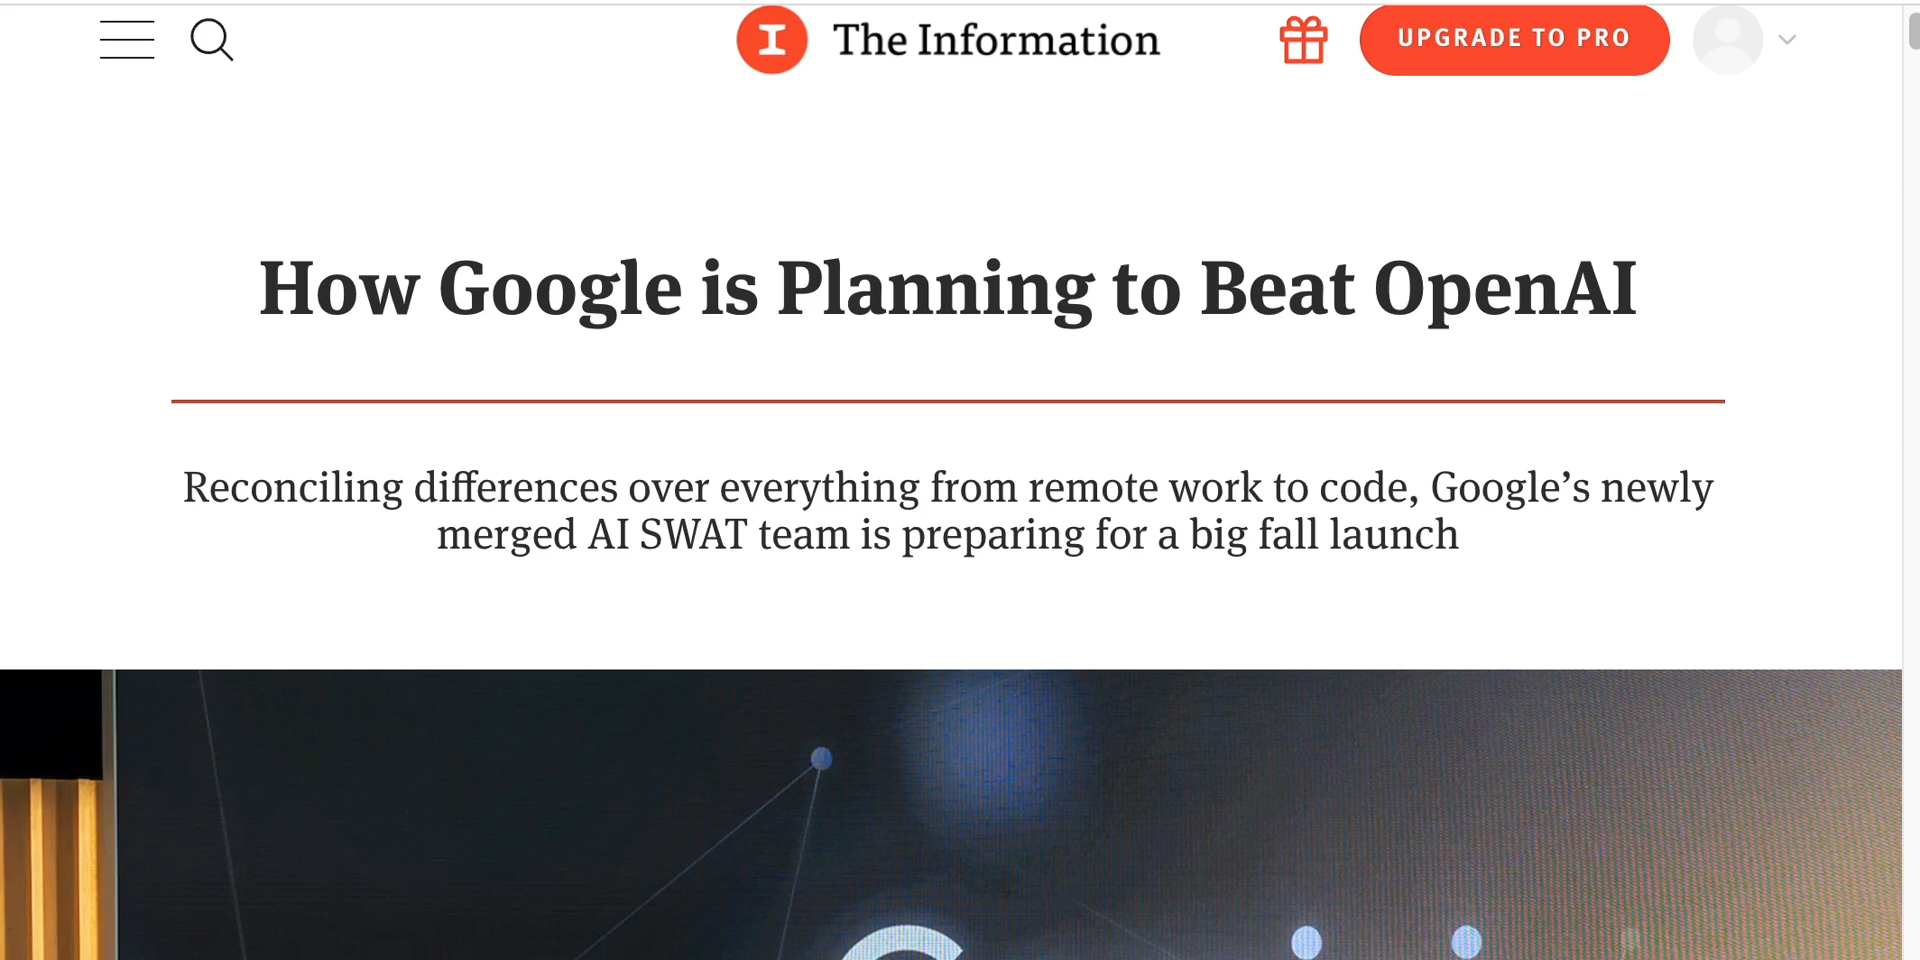 The Information
UPGRADE TO PRO
How Google is Planning to Beat OpenAI
Reconciling differences over everything from remote work to code, Google’s newly
merged AI SWAT team is preparing for a big fall launch